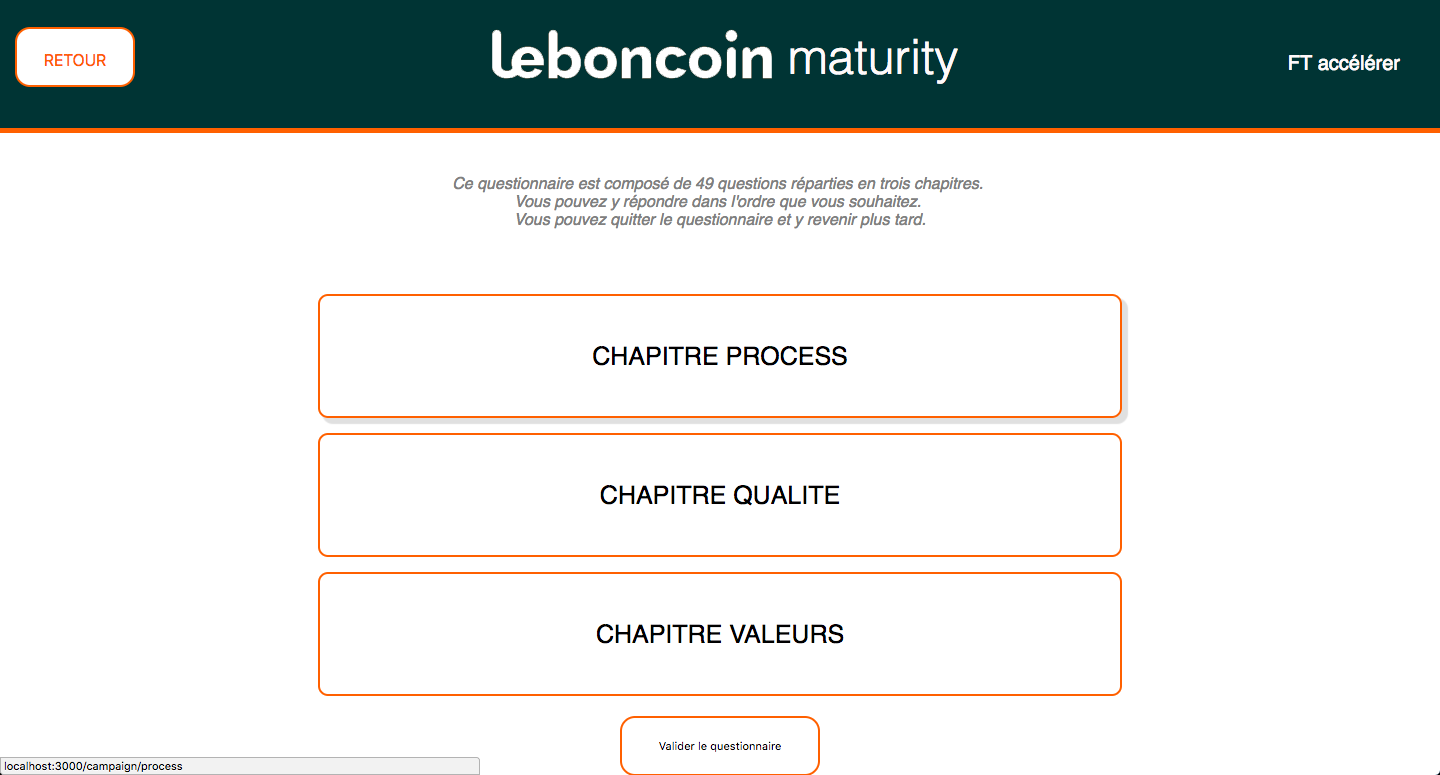 RETOUR
leboncoin maturity
FT accélérer
Ce questionnaire est composé de 49 questions réparties en trois chapitres.
Vous pouvez y répondre dans l'ordre que vous souhaitez.
Vous pouvez quitter le questionnaire et y revenir plus tard.
CHAPITRE PROCESS
CHAPITRE QUALITE
CHAPITRE VALEURS
Valider le questionnaire
localhost:3000/campaign/process